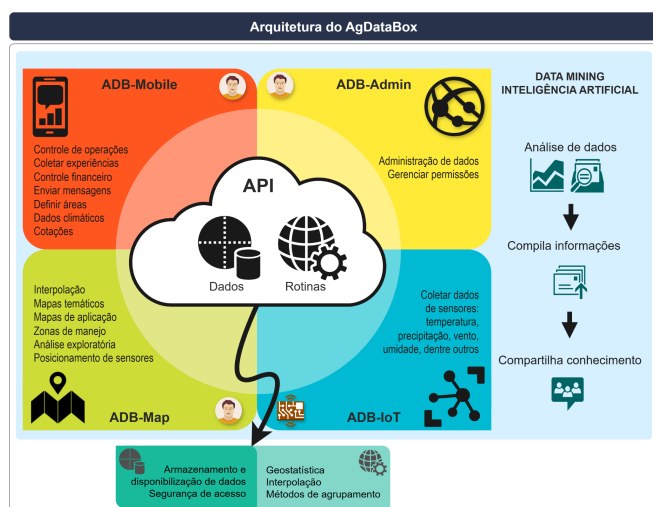 Arquitetura do AgDataBox
ADB-Mobile
Controle de operações
Coletar experiências
Controle financeiro
Enviar mensagens
Definir áreas
Dados climáticos
Cotações
ADB-Admin
Administração de dados
Gerenciar permissões
API
Dados
Rotinas
Interpolação
Mapas temáticos
Mapas de aplicação
Zonas de manejo
Análise exploratória
Posicionamento de sensores
ADB-Map
Coletar dados
de sensores:
temperatura,
precipitação, vento,
umidade, dentre outros
ADB-IoT
Armazenamento e
disponibilização de dados
Segurança de acesso
Geostatística
Interpolação
Métodos de agrupamento
DATA MINING
INTELIGÊNCIA ARTIFICIAL
Análise de dados
Compila informações
Compartilha conhecimento